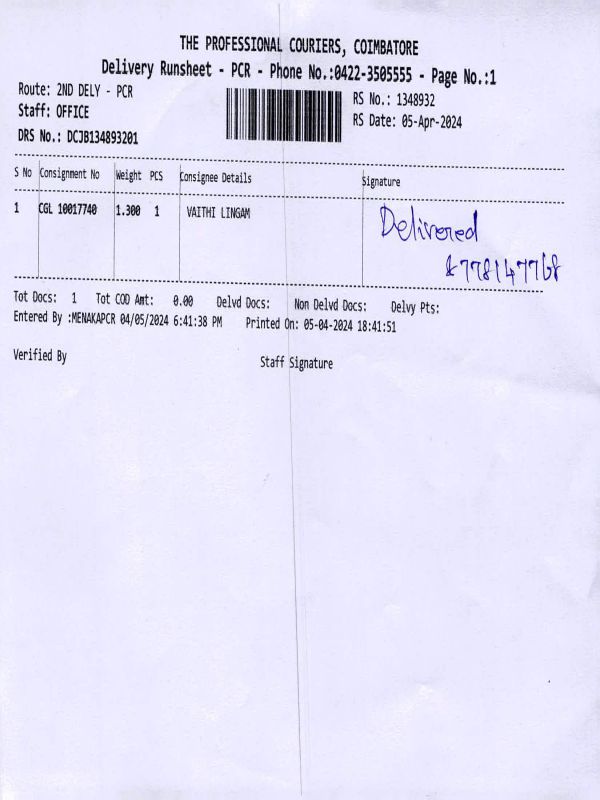 THE PROFESSIONAL COURIERS, COIMBATORE
Delivery Runsheet - PCR - Phone No.:0422-3505555 - Page No.:1
Route: 2ND DELY - PCR
RS No.: 1348932
Staff: OFFICE
RS Date: 05-Apr-2024
DRS No.: DCJB134893201
S No Consignment No Weight PCS Consignee Details Signature
1 CGL 10017740 1.300 1 VAITHI LINGAM Delivered
8778147768
Tot Docs: 1 Tot COD Amt: 0.00 Delvd Docs: Non Delvd Docs: Delvy Pts:
Entered By :MENAKAPCR 04/05/2024 6:41:38 PM Printed On: 05-04-2024 18:41:51
Verified By Staff Signature